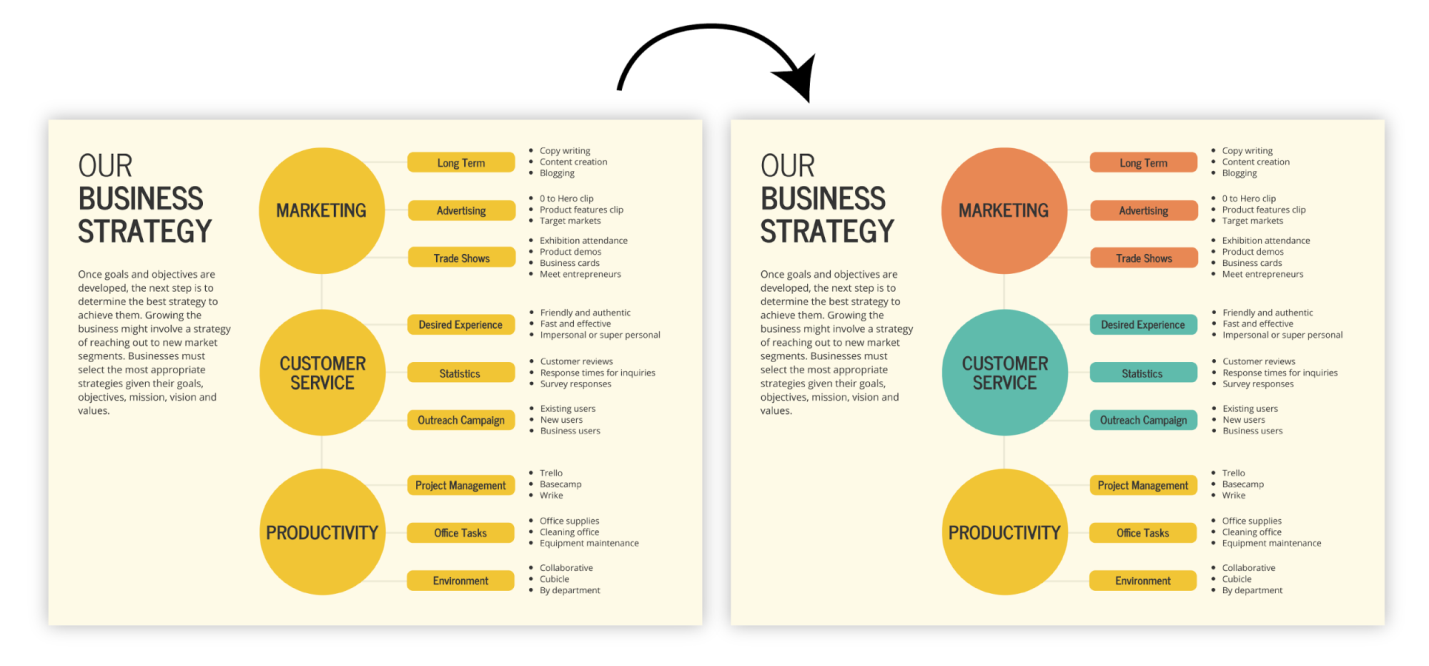 OUR
BUSINESS
STRATEGY
Once goals and objectives are
developed, the next step is to
determine the best strategy to
achieve them. Growing the
business might involve a strategy
of reaching out to new market
segments. Businesses must
select the most appropriate
strategies given their goals,
objectives, mission, vision and
values.
MARKETING
Long Term
• Copy writing
• Content creation
• Blogging
Advertising
• 0 to Hero clip
• Product features clip
• Target markets
Trade Shows
• Exhibition attendance
• Product demos
• Business cards
• Meet entrepreneurs
CUSTOMER
SERVICE
Desired Experience
• Friendly and authentic
• Fast and effective
• Impersonal or super personal
Statistics
• Customer reviews
• Response times for inquiries
• Survey responses
Outreach Campaign
• Existing users
• New users
• Business users
PRODUCTIVITY
Project Management
• Trello
• Basecamp
• Wrike
Office Tasks
• Office supplies
• Cleaning office
• Equipment maintenance
Environment
• Collaborative
• Cubicle
• By department
OUR
BUSINESS
STRATEGY
Once goals and objectives are
developed, the next step is to
determine the best strategy to
achieve them. Growing the
business might involve a strategy
of reaching out to new market
segments. Businesses must
select the most appropriate
strategies given their goals,
objectives, mission, vision and
values.
MARKETING
Long Term
• Copy writing
• Content creation
• Blogging
Advertising
• 0 to Hero clip
• Product features clip
• Target markets
Trade Shows
• Exhibition attendance
• Product demos
• Business cards
• Meet entrepreneurs
CUSTOMER
SERVICE
Desired Experience
• Friendly and authentic
• Fast and effective
• Impersonal or super personal
Statistics
• Customer reviews
• Response times for inquiries
• Survey responses
Outreach Campaign
• Existing users
• New users
• Business users
PRODUCTIVITY
Project Management
• Trello
• Basecamp
• Wrike
Office Tasks
• Office supplies
• Cleaning office
• Equipment maintenance
Environment
• Collaborative
• Cubicle
• By department